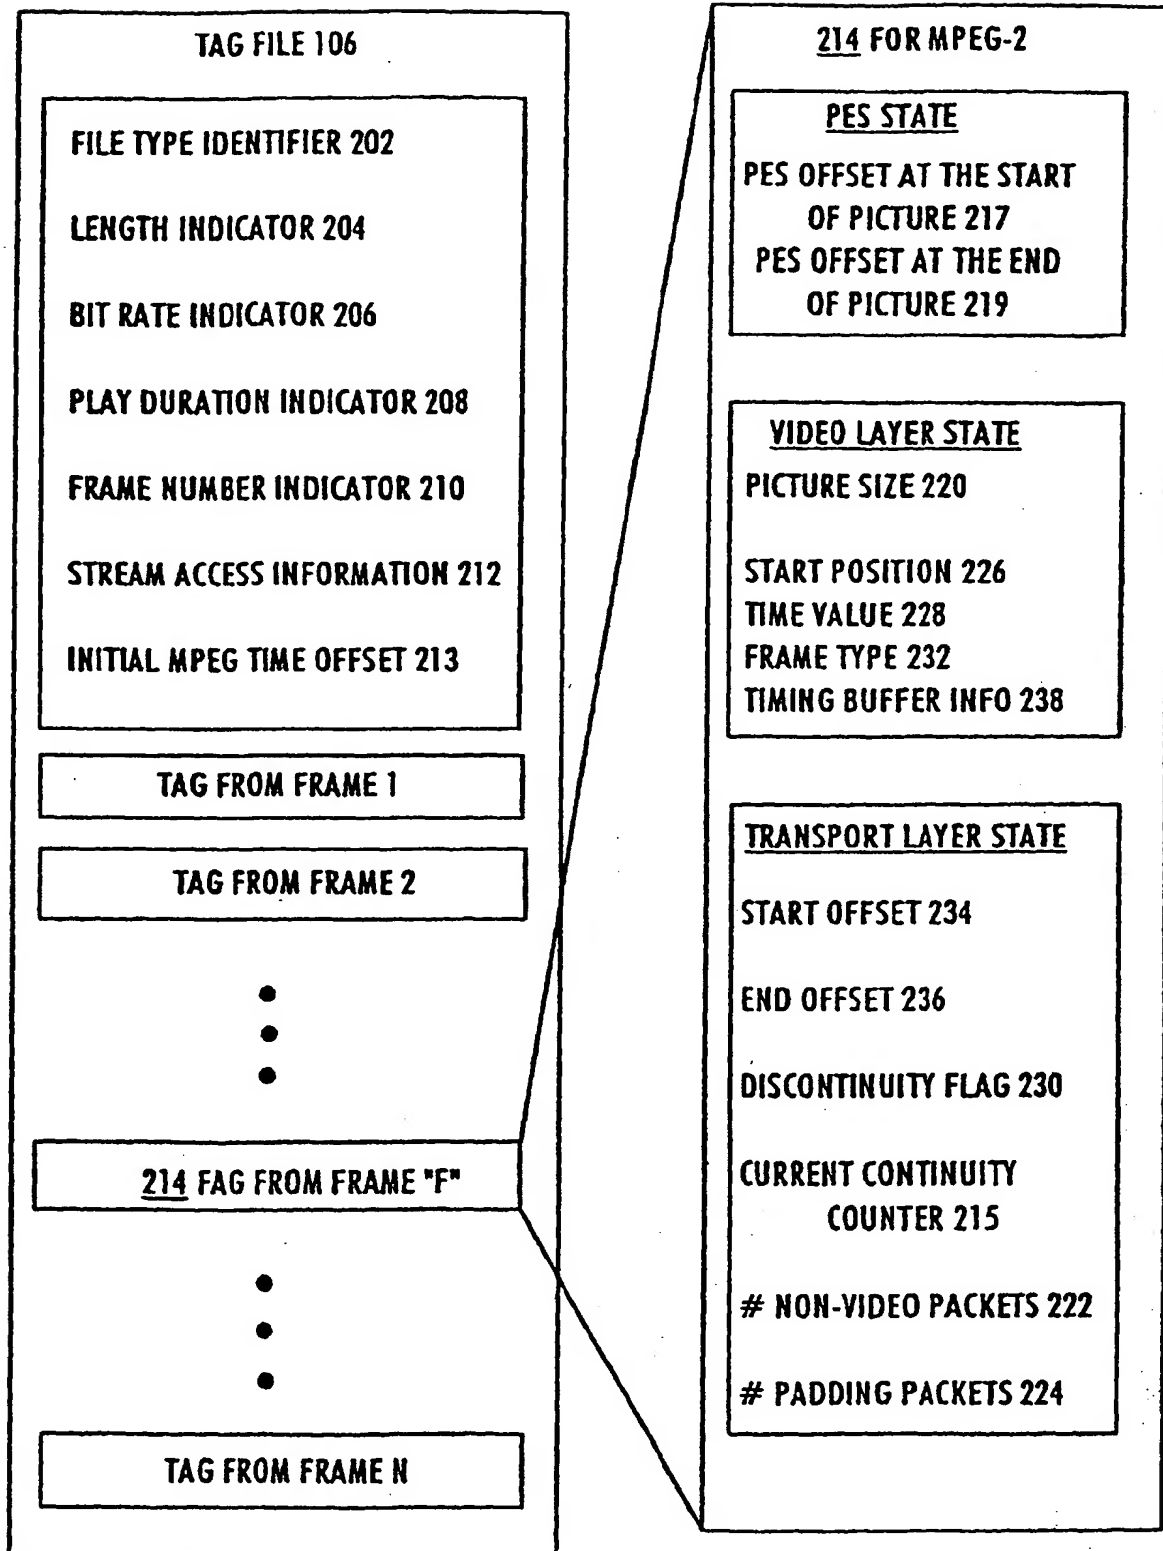 TAG FILE 106
FILE TYPE IDENTIFIER 202
LENGTH INDICATOR 204
BIT RATE INDICATOR 206
PLAY DURATION INDICATOR 208
FRAME NUMBER INDICATOR 210
STREAM ACCESS INFORMATION 212
INITIAL MPEG TIME OFFSET 213
TAG FROM FRAME 1
TAG FROM FRAME 2
214 FAG FROM FRAME "F"
TAG FROM FRAME N
214 FOR MPEG-2
PES STATE
PES OFFSET AT THE START
OF PICTURE 217
PES OFFSET AT THE END
OF PICTURE 219
VIDEO LAYER STATE
PICTURE SIZE 220
START POSITION 226
TIME VALUE 228
FRAME TYPE 232
TIMING BUFFER INFO 238
TRANSPORT LAYER STATE
START OFFSET 234
END OFFSET 236
DISCONTINUITY FLAG 230
CURRENT CONTINUITY
COUNTER 215
# NON-VIDEO PACKETS 222
# PADDING PACKETS 224